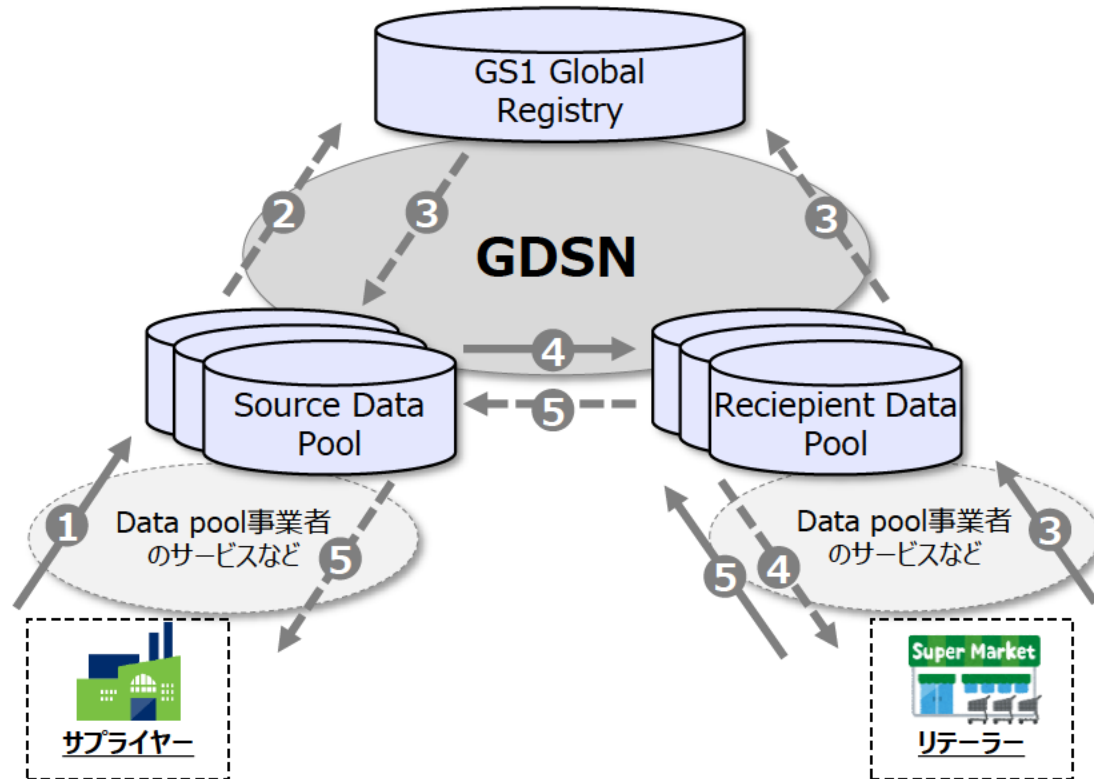 GS1 Global
Registry
2
3
3
GDSN
4
5
Source Data
Pool
Reciepient Data
Pool
1
Data pool事業者
のサービスなど
5
5
4
Data pool事業者
のサービスなど
3
サプライヤー
Super Market
リテーラー